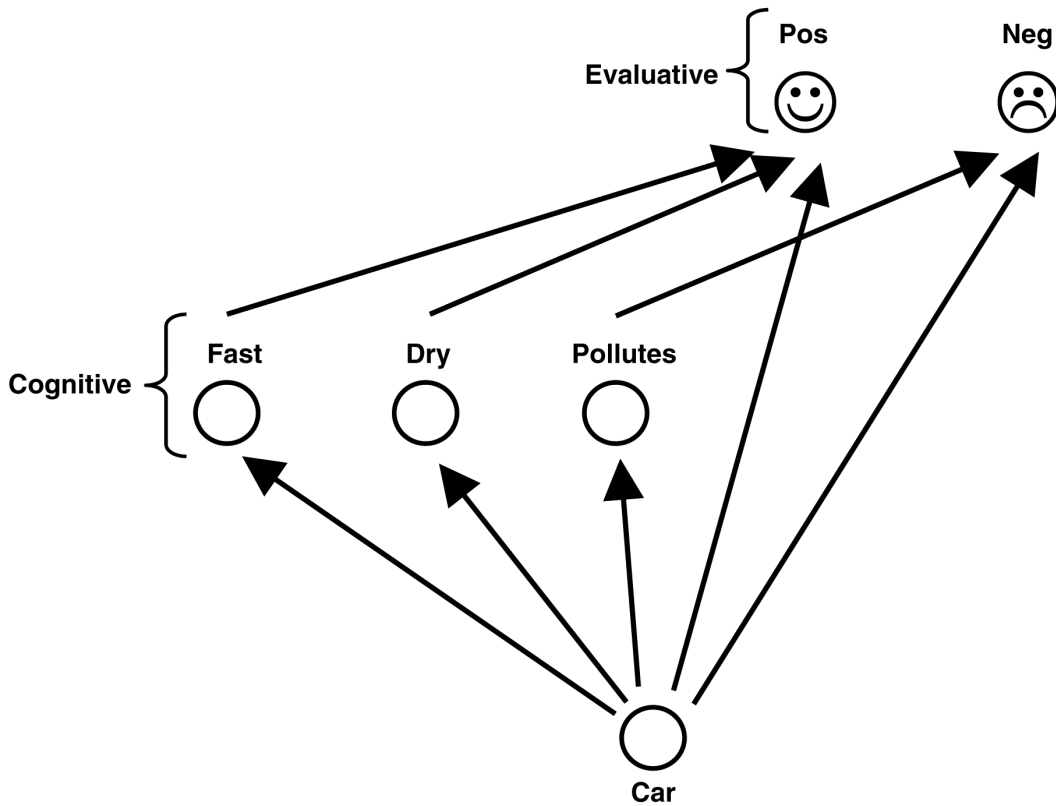 Pos
Neg
Evaluative
Fast
Dry
Pollutes
Cognitive
Car